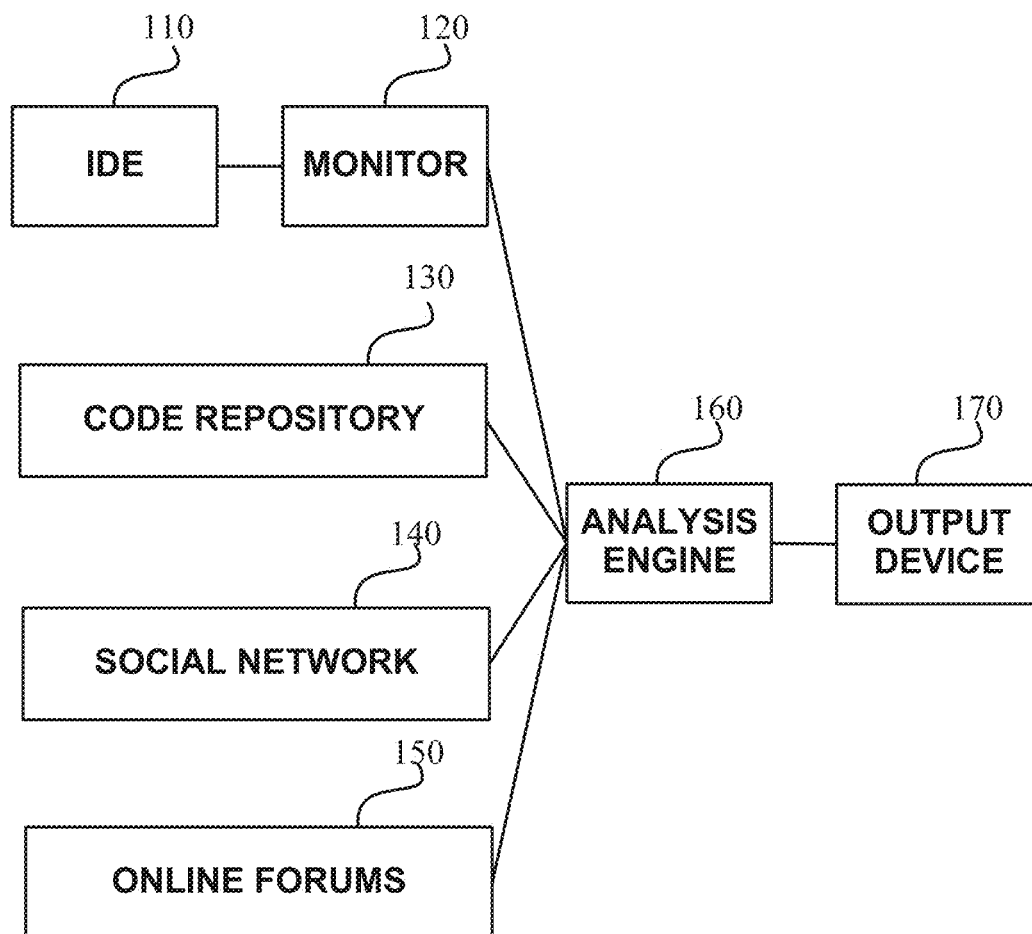 110
120
IDE
MONITOR
130
CODE REPOSITORY
160
170
ANALYSIS
ENGINE
OUTPUT
DEVICE
140
SOCIAL NETWORK
150
ONLINE FORUMS